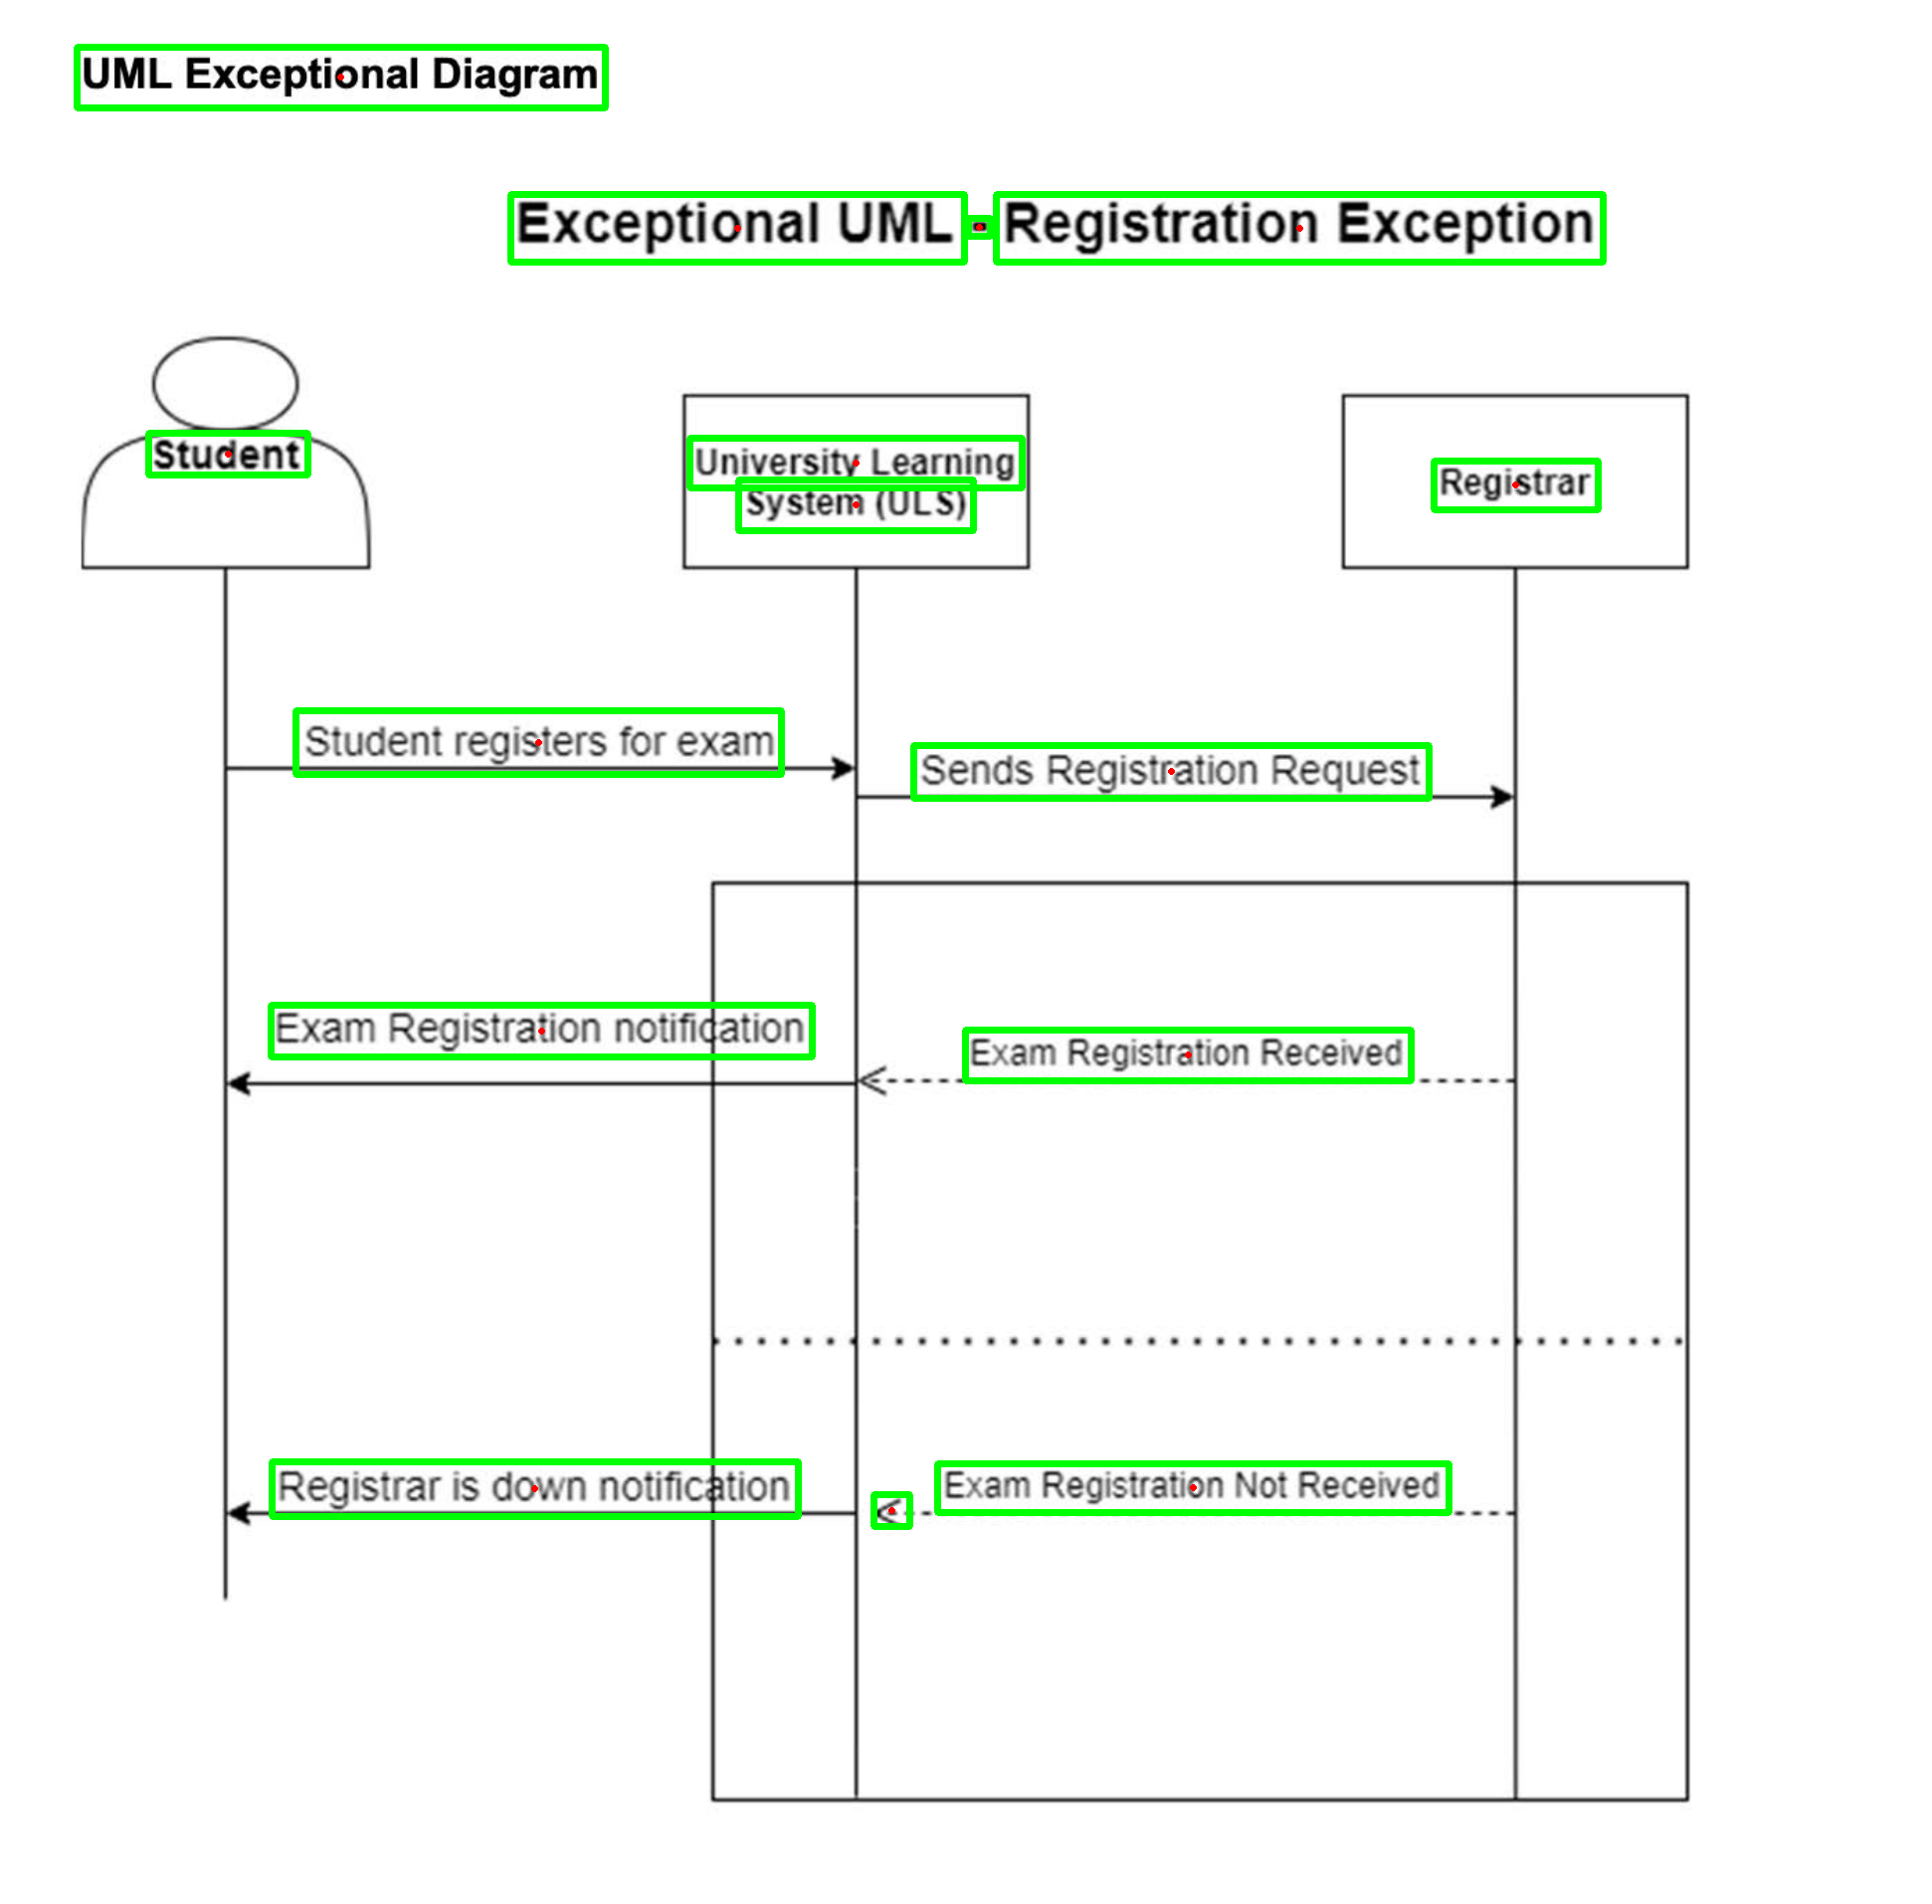 UML Exceptional Diagram
Exceptional UML - Registration Exception
Student
University Learning
System (ULS)
Registrar
Student registers for exam
Sends Registration Request
Exam Registration notification
Exam Registration Received
Registrar is down notification
Exam Registration Not Received